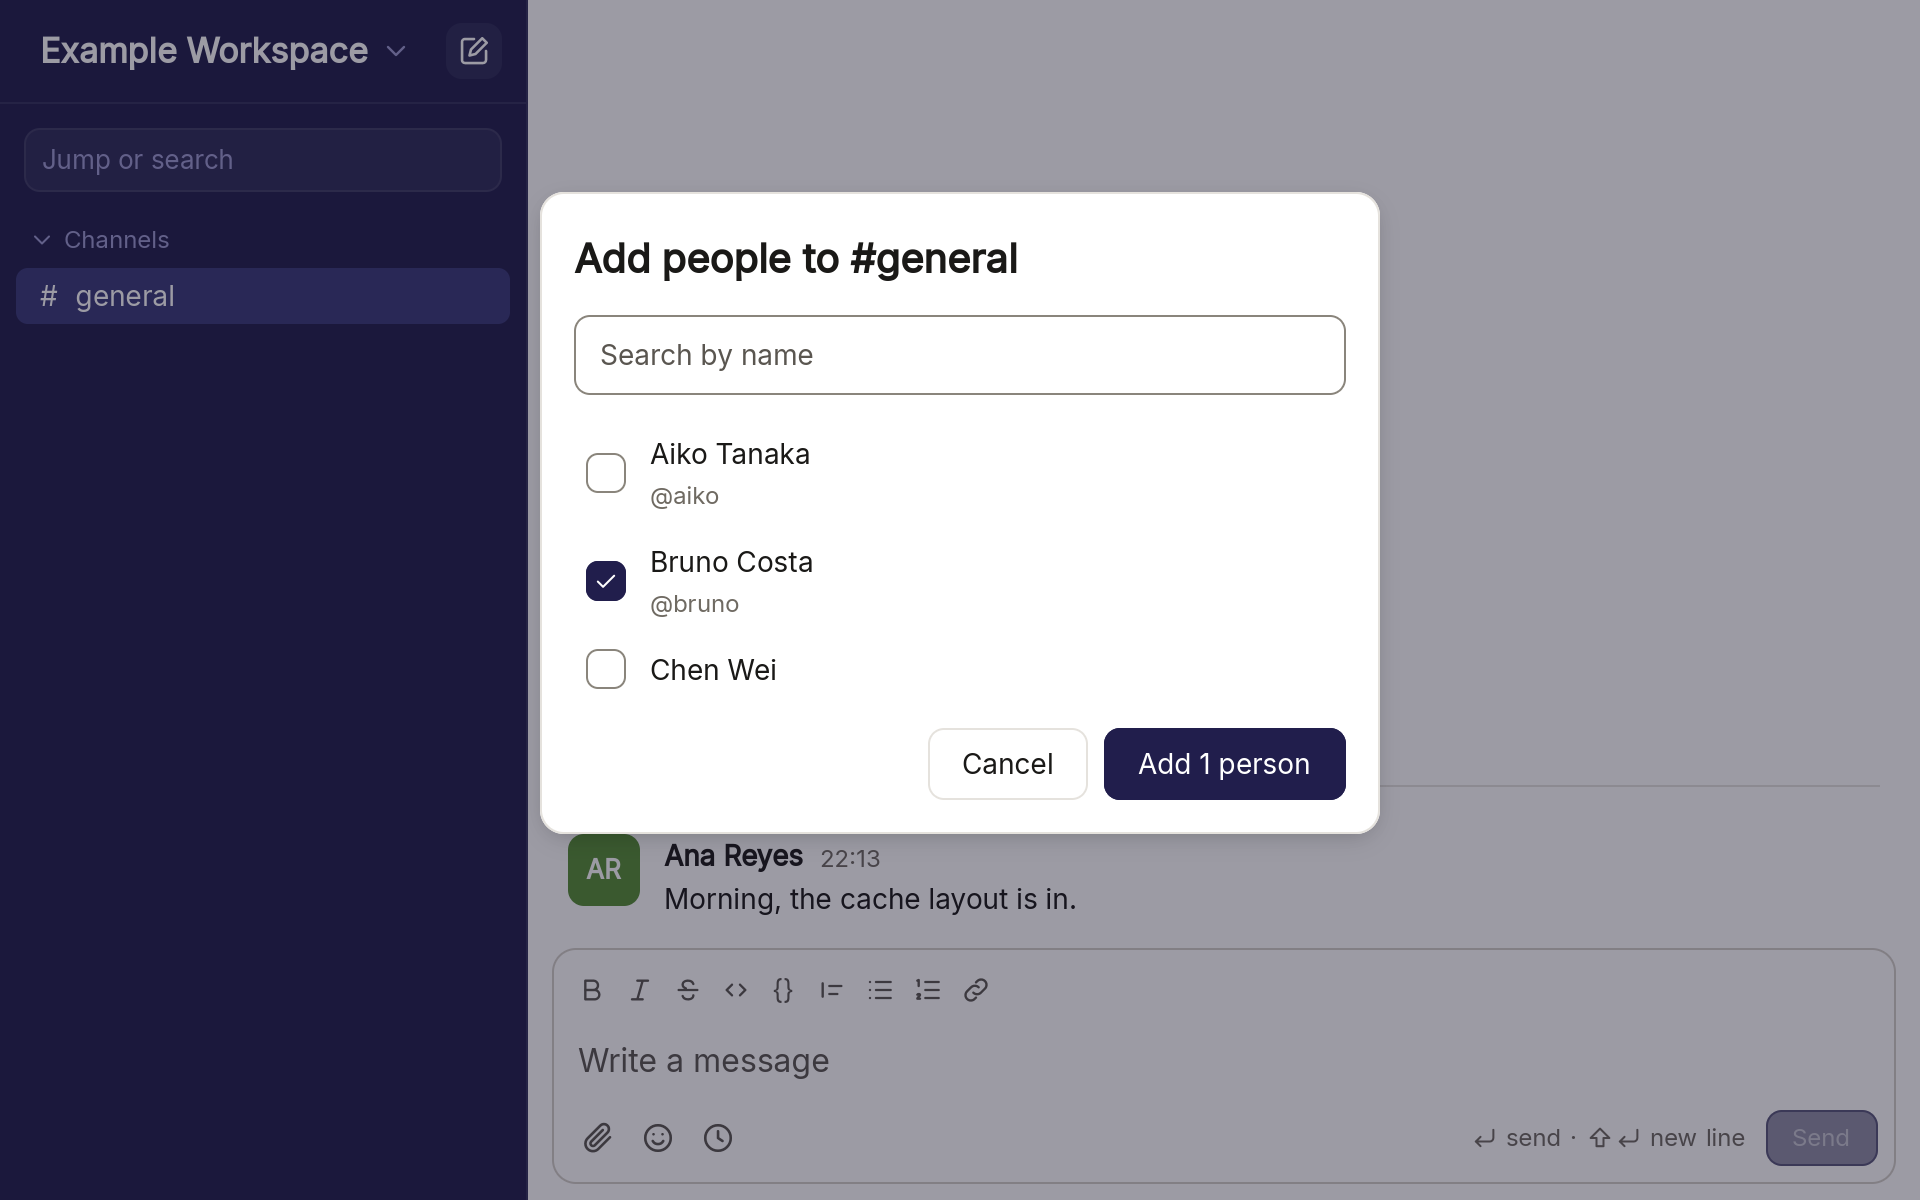 Example Workspace
Jump or search
Channels
# general
Add people to #general
Search by name
Aiko Tanaka
@aiko
Bruno Costa
@bruno
Chen Wei
Cancel
Add 1 person
AR
Ana Reyes 22:13
Morning, the cache layout is in.
Write a message
send · new line
Send